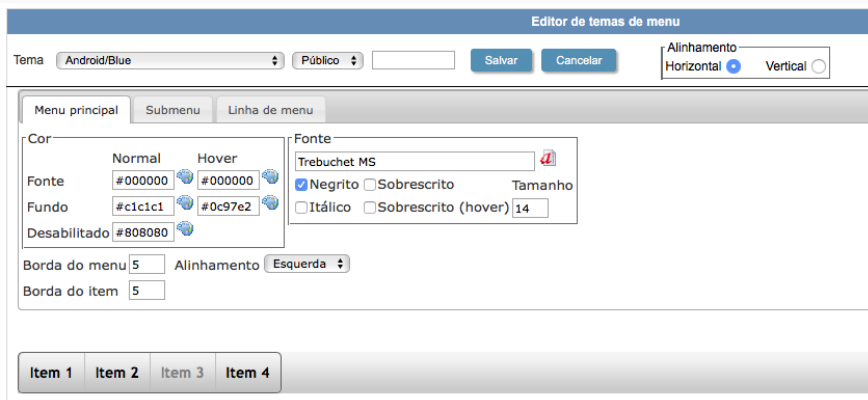 Editor de temas de menu
Tema Android/Blue Público Salvar Cancelar
Alinhamento
Horizontal Vertical
Menu principal Submenu Linha de menu
Cor
Normal Hover
Fonte #000000 #000000
Fundo #c1c1c1 #0c97e2
Desabilitado #808080
Fonte
Trebuchet MS
Negrito Sobrescrito Tamanho
Itálico Sobrescrito (hover) 14
Borda do menu 5 Alinhamento Esquerda
Borda do item 5
Item 1 Item 2 Item 3 Item 4